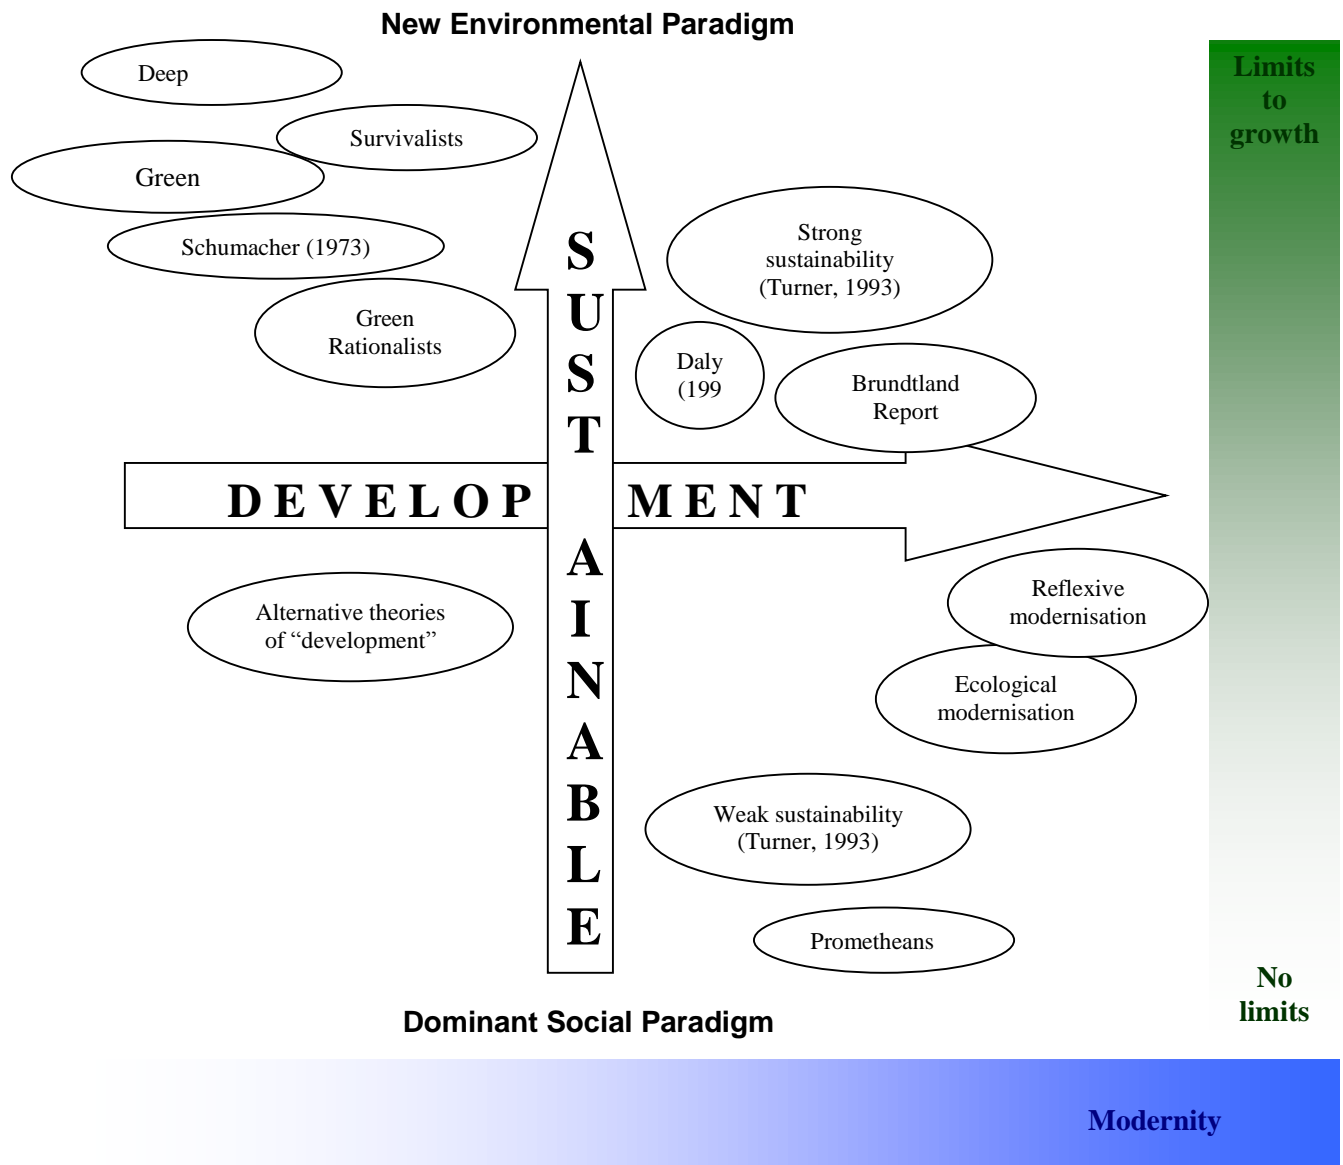 New Environmental Paradigm
Deep
Survivalists
Green
Schumacher (1973)
Green
Rationalists
Strong
sustainability
(Turner, 1993)
Daly
(199
Brundtland
Report
Limits
to
growth
SUST AINABLE
DEVELOP MENT
Alternative theories
of “development”
Reflexive
modernisation
Ecological
modernisation
Weak sustainability
(Turner, 1993)
Prometheans
No
limits
Dominant Social Paradigm
Modernity